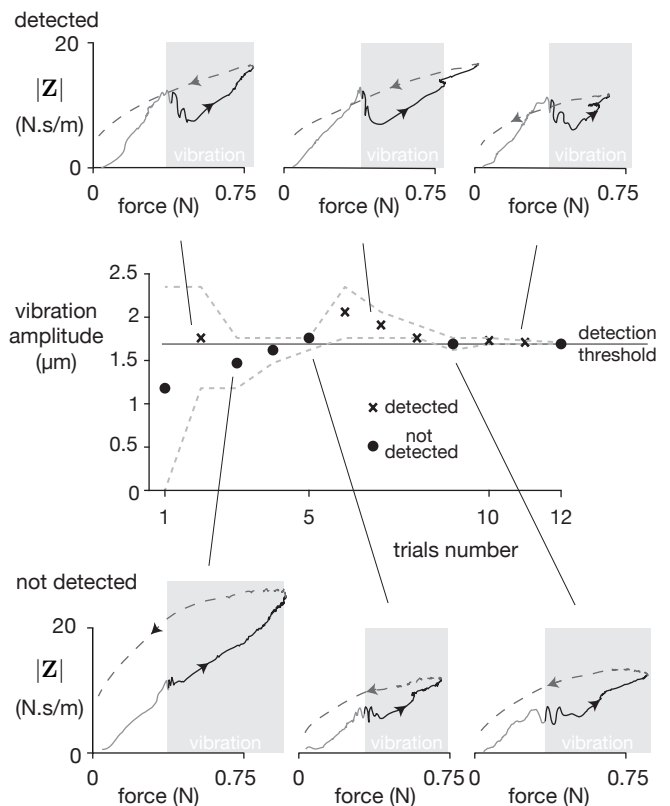 detected
20
|Z|
(N.s/m)
0
vibration
vibration
vibration
0
0.75
0
0.75
0
0.75
force (N)
force (N)
force (N)
2.5
vibration
amplitude
(µm)
2
1.5
1
0.5
0
detection
threshold
detected
not
detected
1
5
10
12
trials number
not detected
20
|Z|
(N.s/m)
0
vibration
vibration
vibration
0
0.75
0
0.75
0
0.75
force (N)
force (N)
force (N)